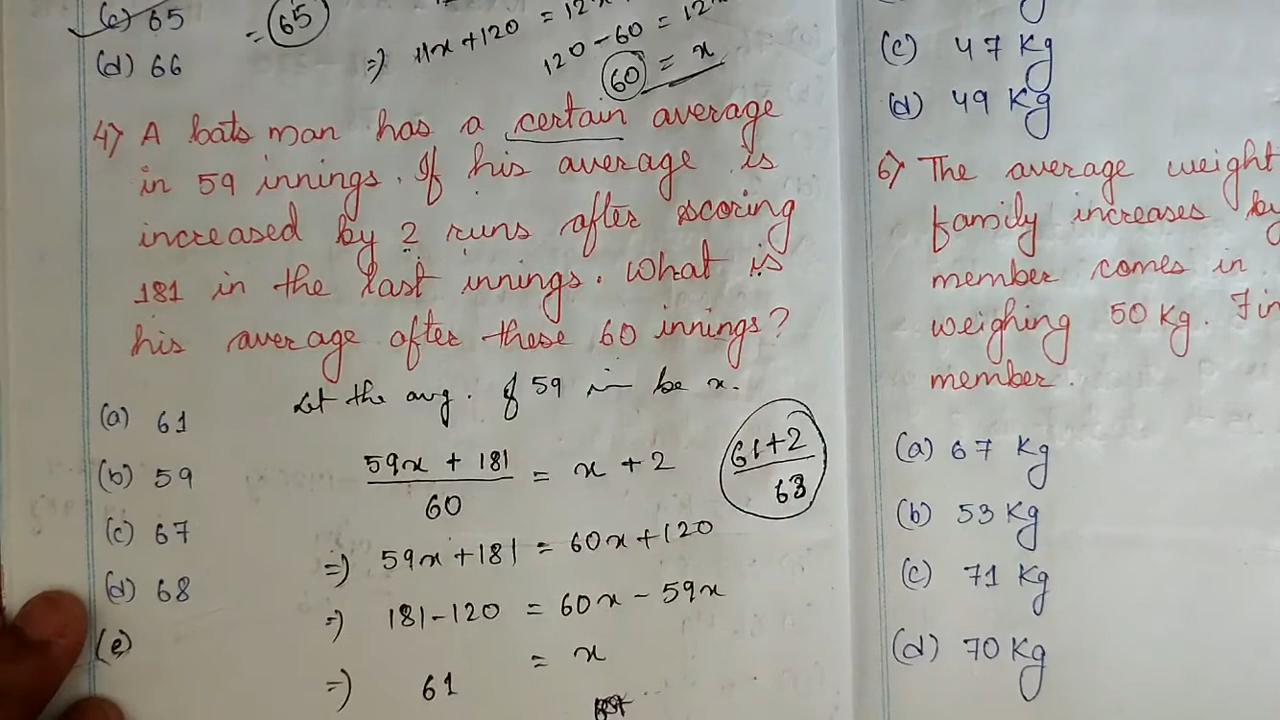 (c) 65
= 65
(d) 66
=) 11x + 120 = 12
120 - 60 = 12
60 = x
4) A bats man has a certain average
in 59 innings. If his average is
increased by 2 runs after scoring
181 in the last innings. What is
his average after these 60 innings?
Let the avg. of 59 in be x.
(a) 61
(b) 59
(c) 67
(d) 68
(e)
59x + 181 / 60 = x + 2
61+2
63
=) 59x + 181 = 60x + 120
=) 181 - 120 = 60x - 59x
=) 61 = x
(c) 47 Kg
(d) 49 Kg
6) The average weight
family increases by
member comes in
weighing 50 Kg. Fin
member.
(a) 67 Kg
(b) 53 Kg
(c) 71 Kg
(d) 70 Kg